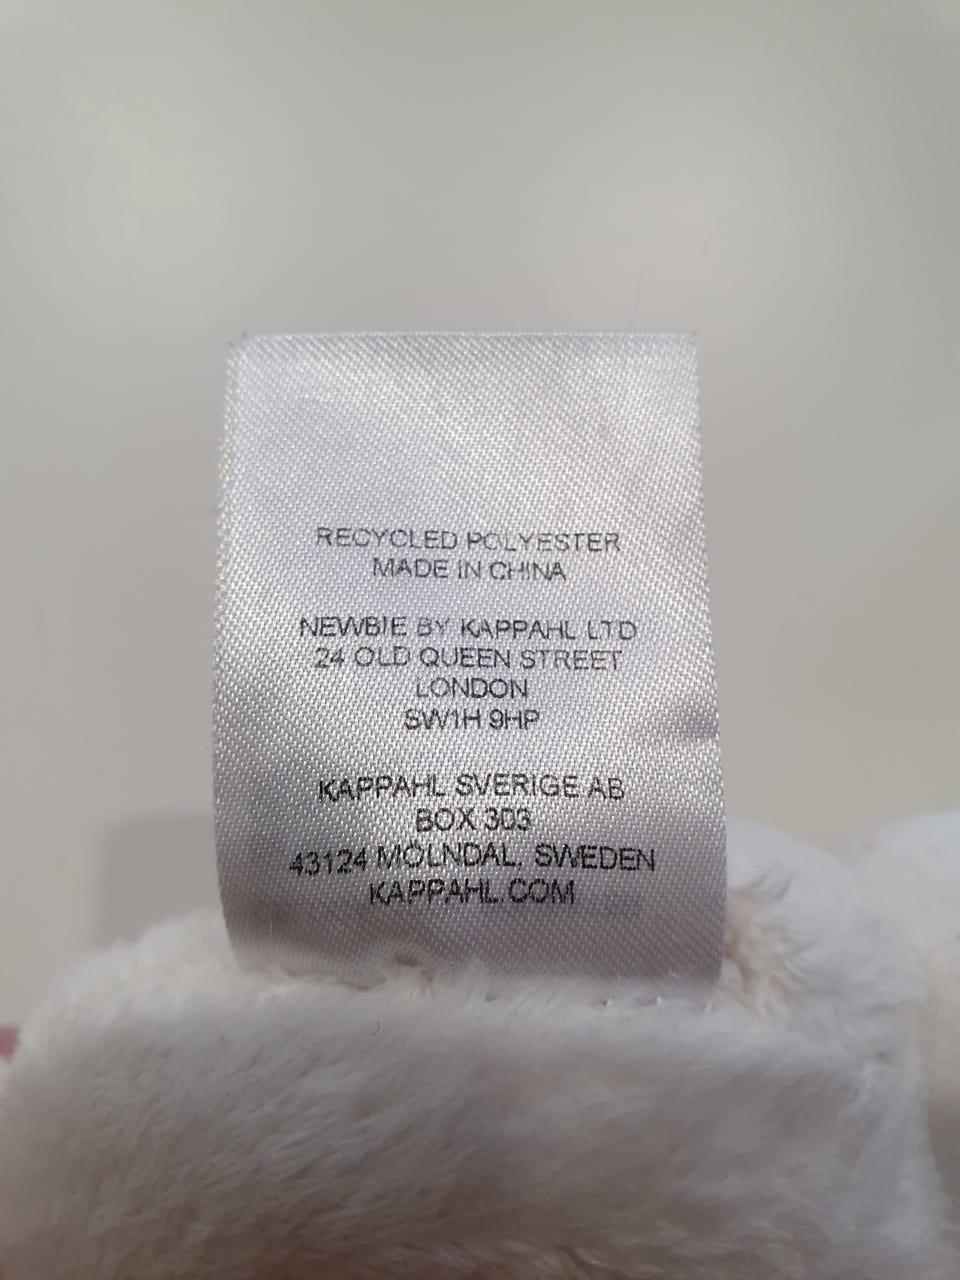 RECYCLED POLYESTER
MADE IN CHINA
NEWBIE BY KAPPAHL LTD
24 OLD QUEEN STREET
LONDON
SW1H 9HP
KAPPAHL SVERIGE AB
BOX 303
43124 MÖLNDAL, SWEDEN
KAPPAHL.COM